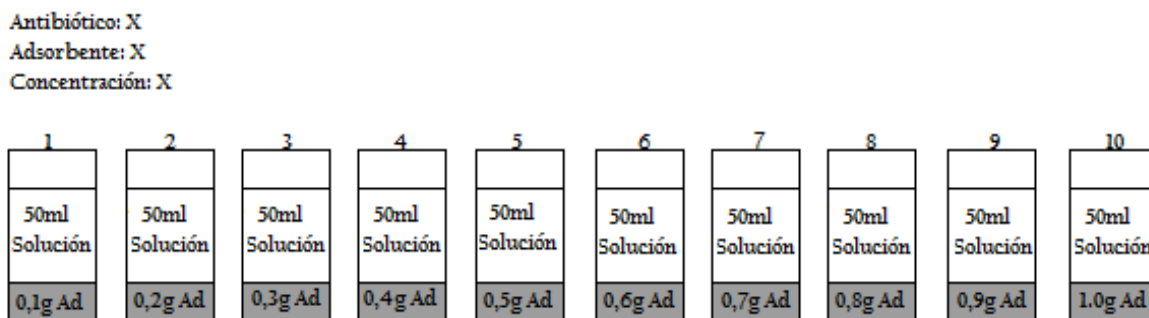 Antibiótico: X
Adsorbente: X
Concentración: X
1 2 3 4 5 6 7 8 9 10
50ml 50ml 50ml 50ml 50ml 50ml 50ml 50ml 50ml 50ml
Solución Solución Solución Solución Solución Solución Solución Solución Solución Solución
0,1g Ad 0,2g Ad 0,3g Ad 0,4g Ad 0,5g Ad 0,6g Ad 0,7g Ad 0,8g Ad 0,9g Ad 1.0g Ad